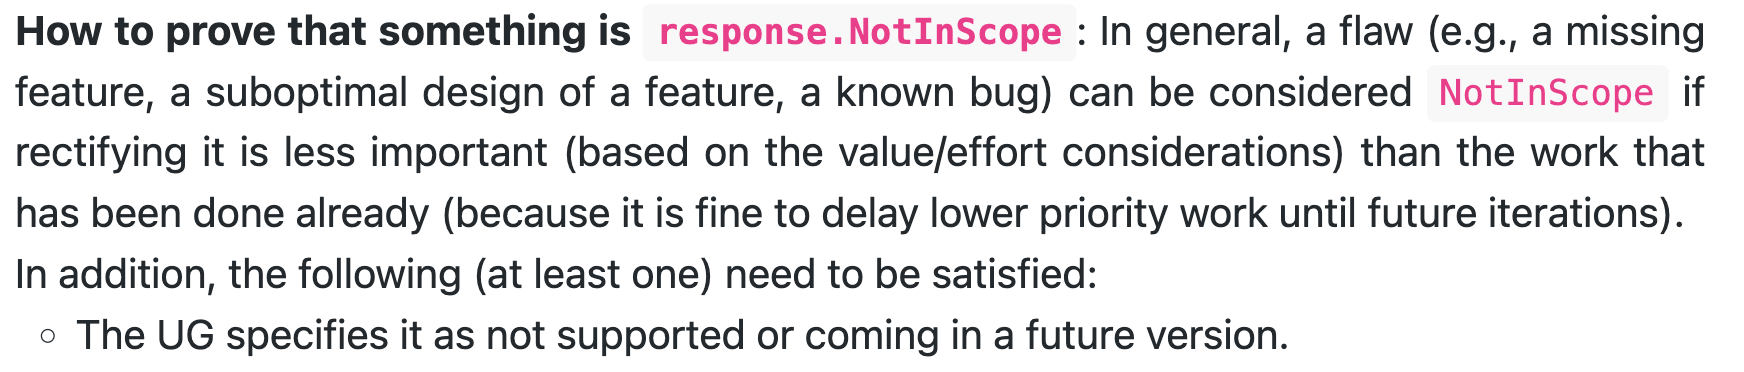 How to prove that something is response.NotInScope: In general, a flaw (e.g., a missing
feature, a suboptimal design of a feature, a known bug) can be considered NotInScope if
rectifying it is less important (based on the value/effort considerations) than the work that
has been done already (because it is fine to delay lower priority work until future iterations).
In addition, the following (at least one) need to be satisfied:
○ The UG specifies it as not supported or coming in a future version.